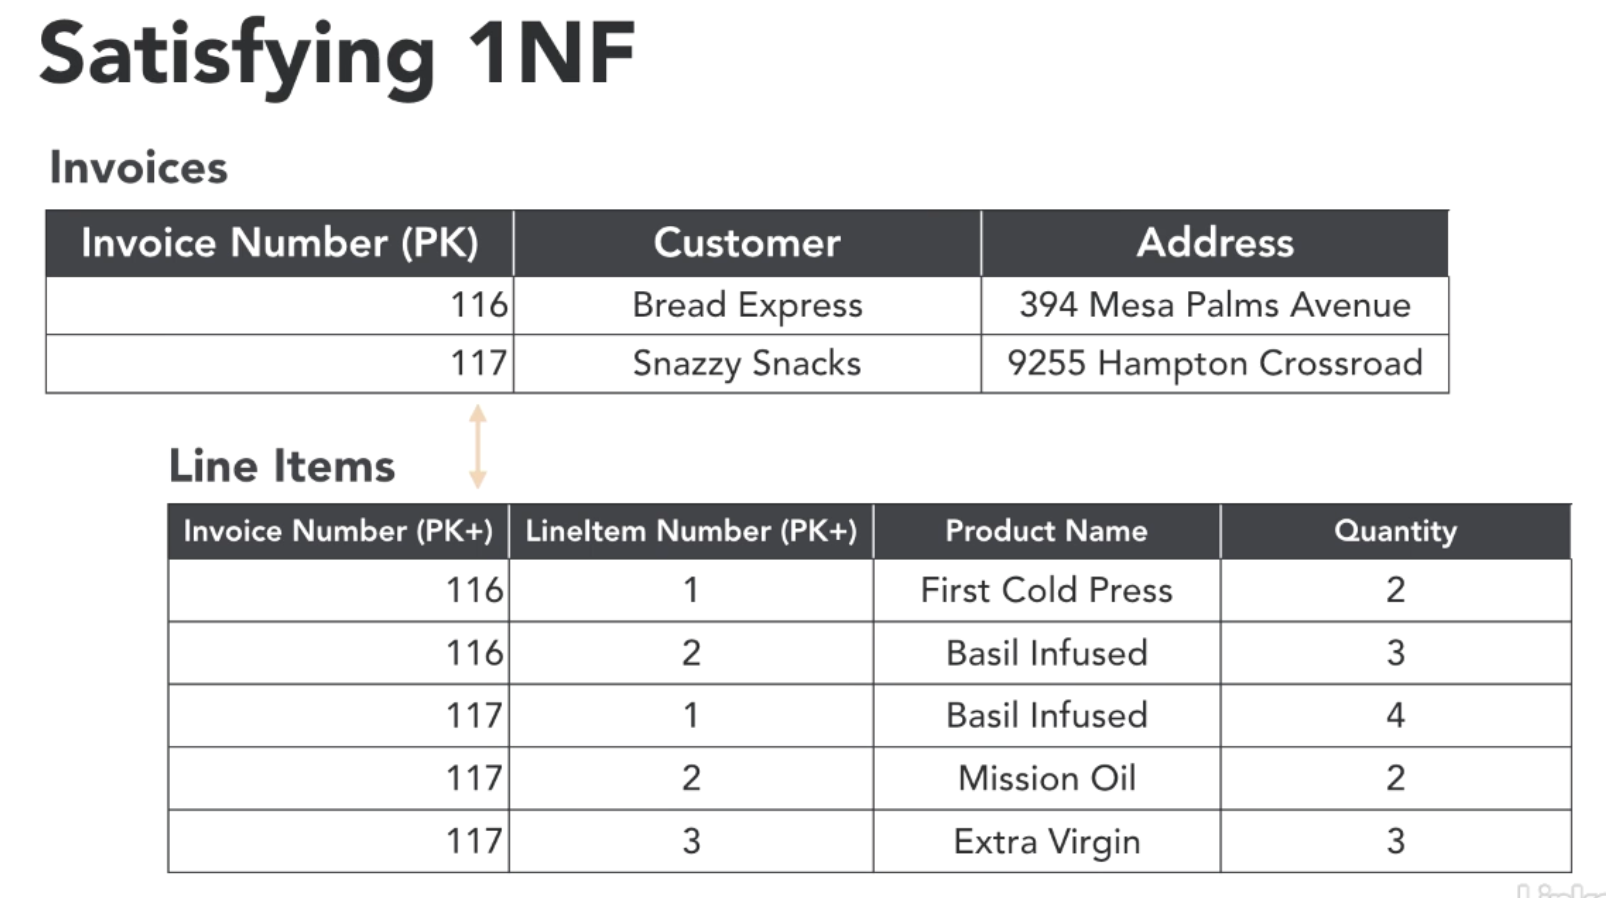 Satisfying 1NF
Invoices
Invoice Number (PK) Customer Address
116 Bread Express 394 Mesa Palms Avenue
117 Snazzy Snacks 9255 Hampton Crossroad
Line Items
Invoice Number (PK+) LineItem Number (PK+) Product Name Quantity
116 1 First Cold Press 2
116 2 Basil Infused 3
117 1 Basil Infused 4
117 2 Mission Oil 2
117 3 Extra Virgin 3